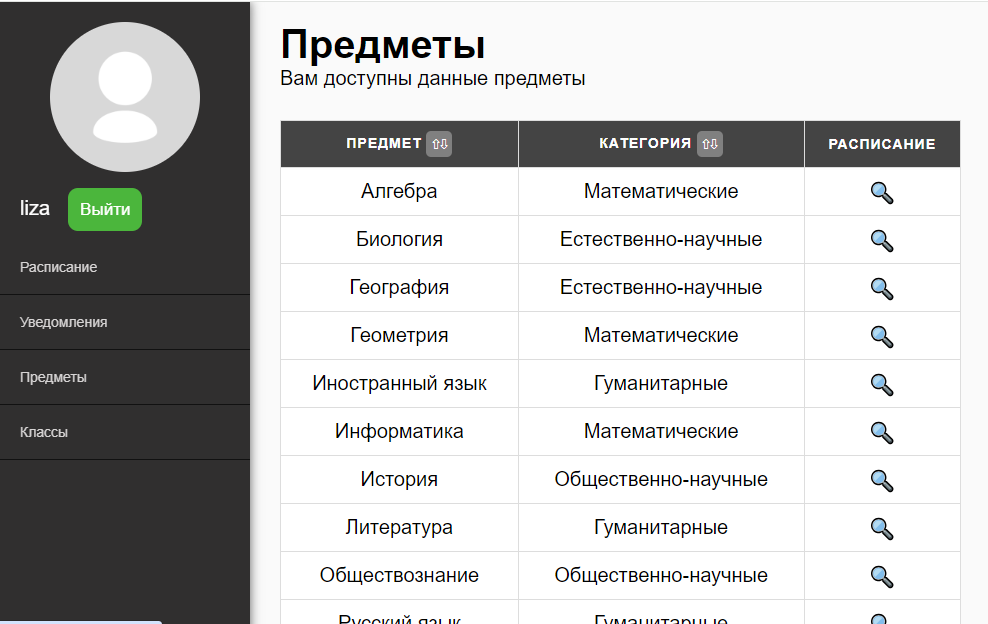 liza
Выйти
Расписание
Уведомления
Предметы
Классы
Предметы
Вам доступны данные предметы
ПРЕДМЕТ ⇅ КАТЕГОРИЯ ⇅ РАСПИСАНИЕ
Алгебра Математические
Биология Естественно-научные
География Естественно-научные
Геометрия Математические
Иностранный язык Гуманитарные
Информатика Математические
История Общественно-научные
Литература Гуманитарные
Обществознание Общественно-научные
Русский язык Гуманитарные